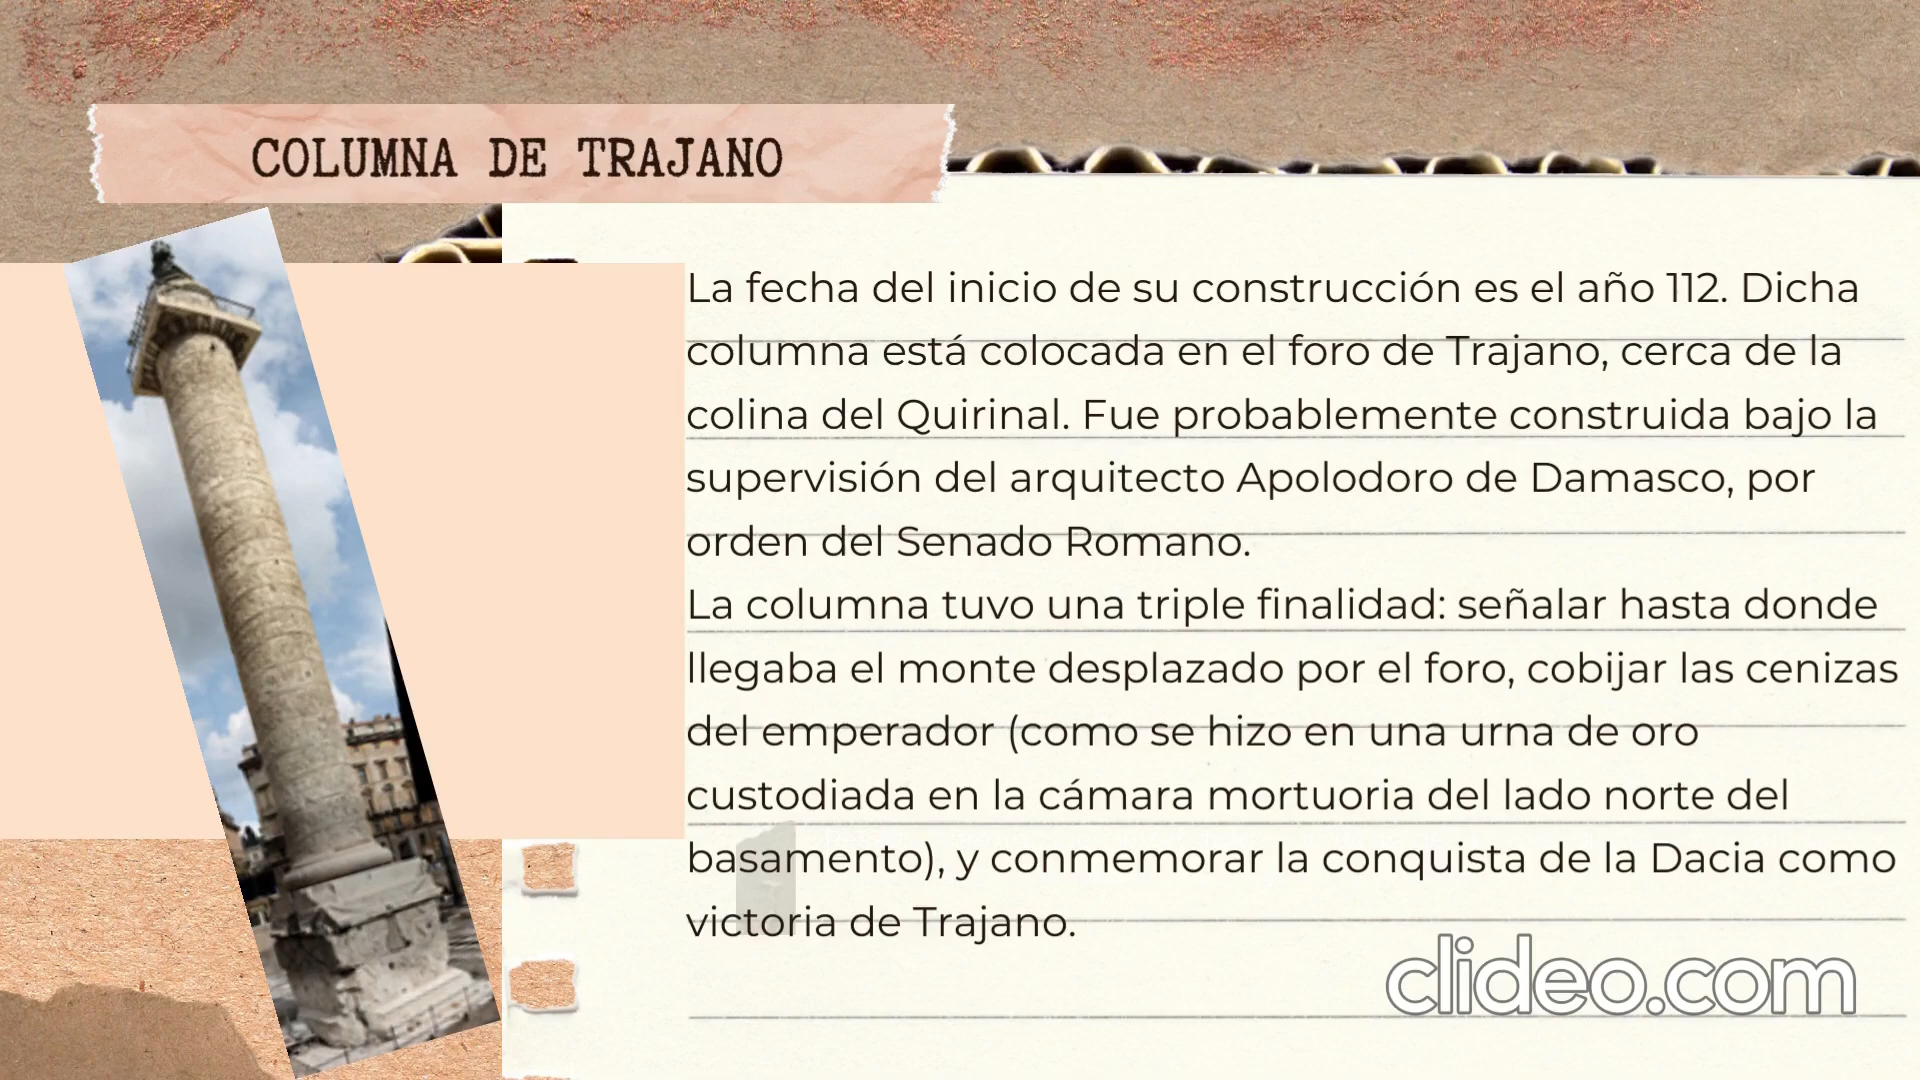 COLUMNA DE TRAJANO
La fecha del inicio de su construcción es el año 112. Dicha
columna está colocada en el foro de Trajano, cerca de la
colina del Quirinal. Fue probablemente construida bajo la
supervisión del arquitecto Apolodoro de Damasco, por
orden del Senado Romano.
La columna tuvo una triple finalidad: señalar hasta donde
llegaba el monte desplazado por el foro, cobijar las cenizas
del emperador (como se hizo en una urna de oro
custodiada en la cámara mortuoria del lado norte del
basamento), y conmemorar la conquista de la Dacia como
victoria de Trajano.
clideo.com